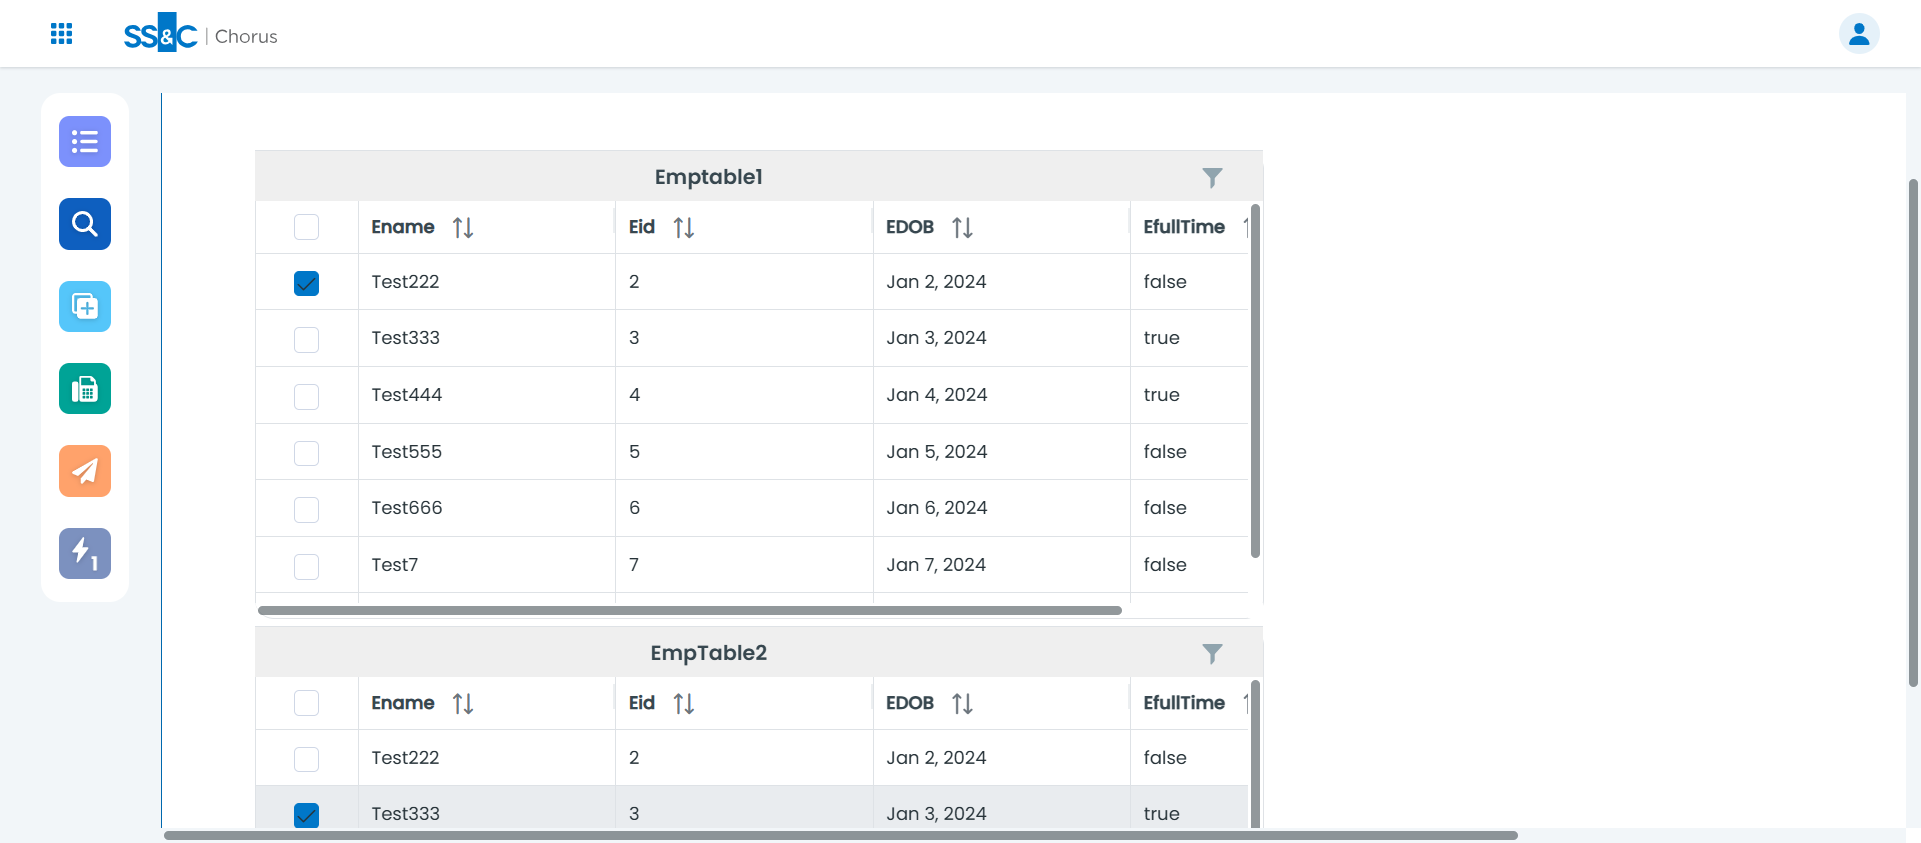 SS&C | Chorus
Emptable1
Ename Eid EDOB EfullTime
Test222 2 Jan 2, 2024 false
Test333 3 Jan 3, 2024 true
Test444 4 Jan 4, 2024 true
Test555 5 Jan 5, 2024 false
Test666 6 Jan 6, 2024 false
Test7 7 Jan 7, 2024 false
1
EmpTable2
Ename Eid EDOB EfullTime
Test222 2 Jan 2, 2024 false
Test333 3 Jan 3, 2024 true